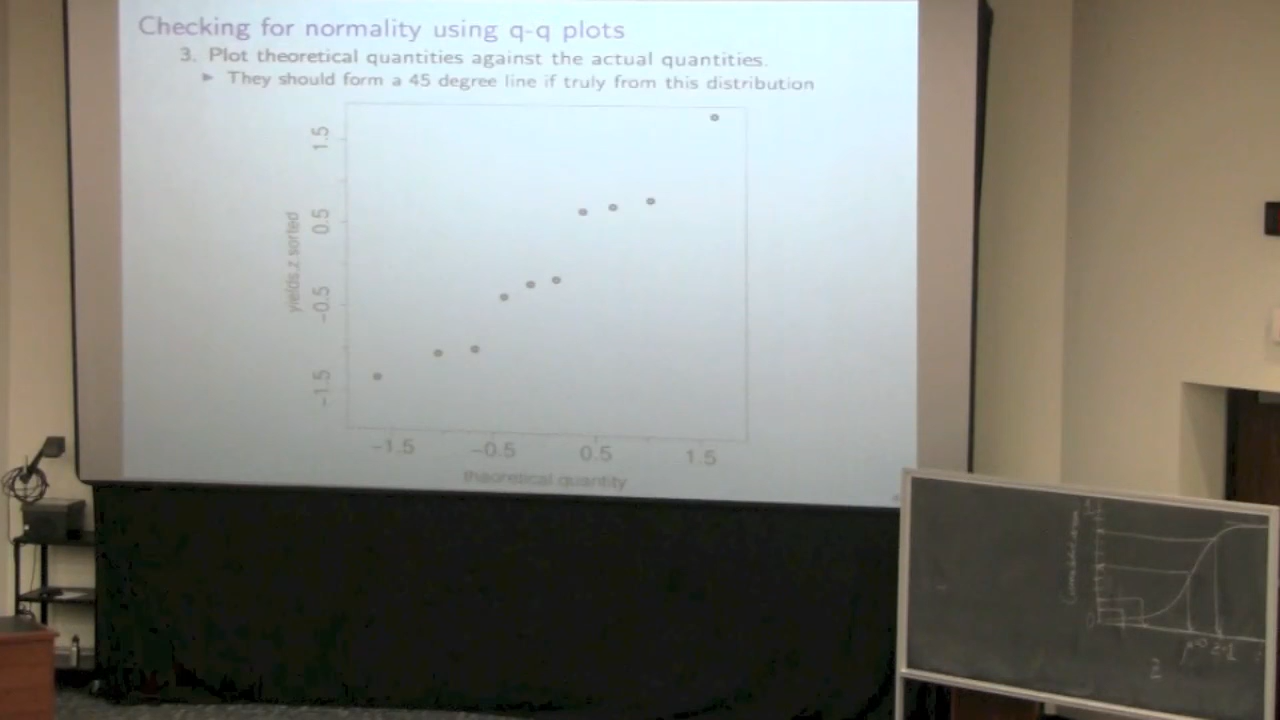 Checking for normality using q-q plots
3. Plot theoretical quantities against the actual quantities.
They should form a 45 degree line if truly from this distribution
1.5
0.5
−0.5
−1.5
yields.z.sorted
−1.5 −0.5 0.5 1.5
theoretical quantity